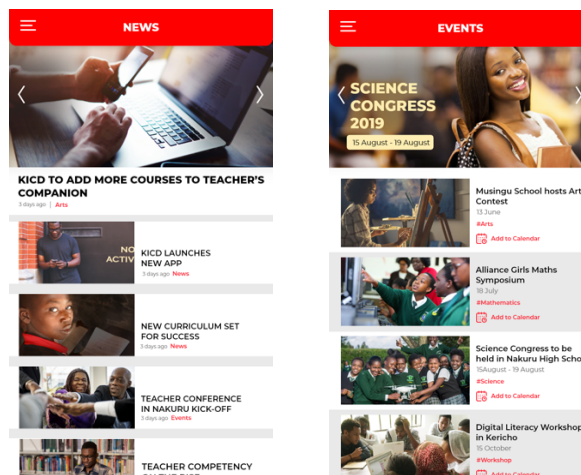 NEWS
KICD TO ADD MORE COURSES TO TEACHER'S
COMPANION
3 days ago | Arts
NO
ACTIV
KICD LAUNCHES
NEW APP
3 days ago News
NEW CURRICULUM SET
FOR SUCCESS
3 days ago News
TEACHER CONFERENCE
IN NAKURU KICK-OFF
3 days ago Events
TEACHER COMPETENCY
EVENTS
SCIENCE
CONGRESS
2019
15 August - 19 August
Musingu School hosts Art
Contest
13 June
#Arts
Add to Calendar
Alliance Girls Maths
Symposium
18 July
#Mathematics
Add to Calendar
Science Congress to be
held in Nakuru High Scho
15August - 19 August
#Science
Add to Calendar
Digital Literacy Workshop
in Kericho
15 October
#Workshop
Add to Calendar